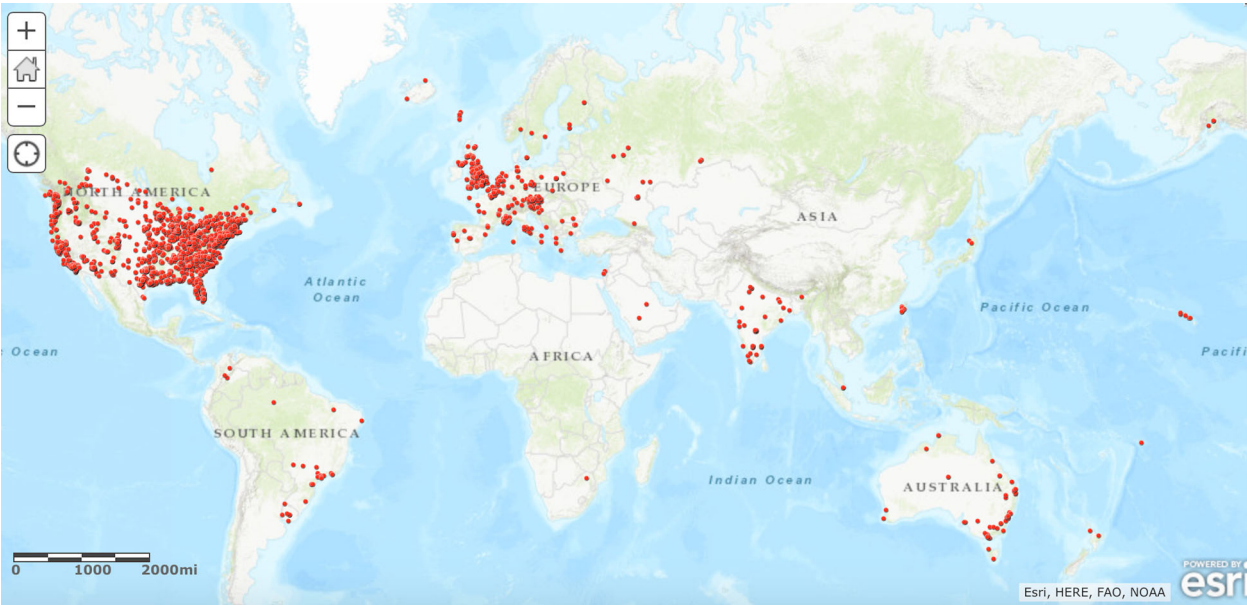 +
−
NORTH AMERICA
EUROPE
ASIA
Atlantic
Ocean
Pacific Ocean
Ocean
AFRICA
Pacifi
SOUTH AMERICA
Indian Ocean
AUSTRALIA
0 1000 2000mi
POWERED BY
esri
Esri, HERE, FAO, NOAA